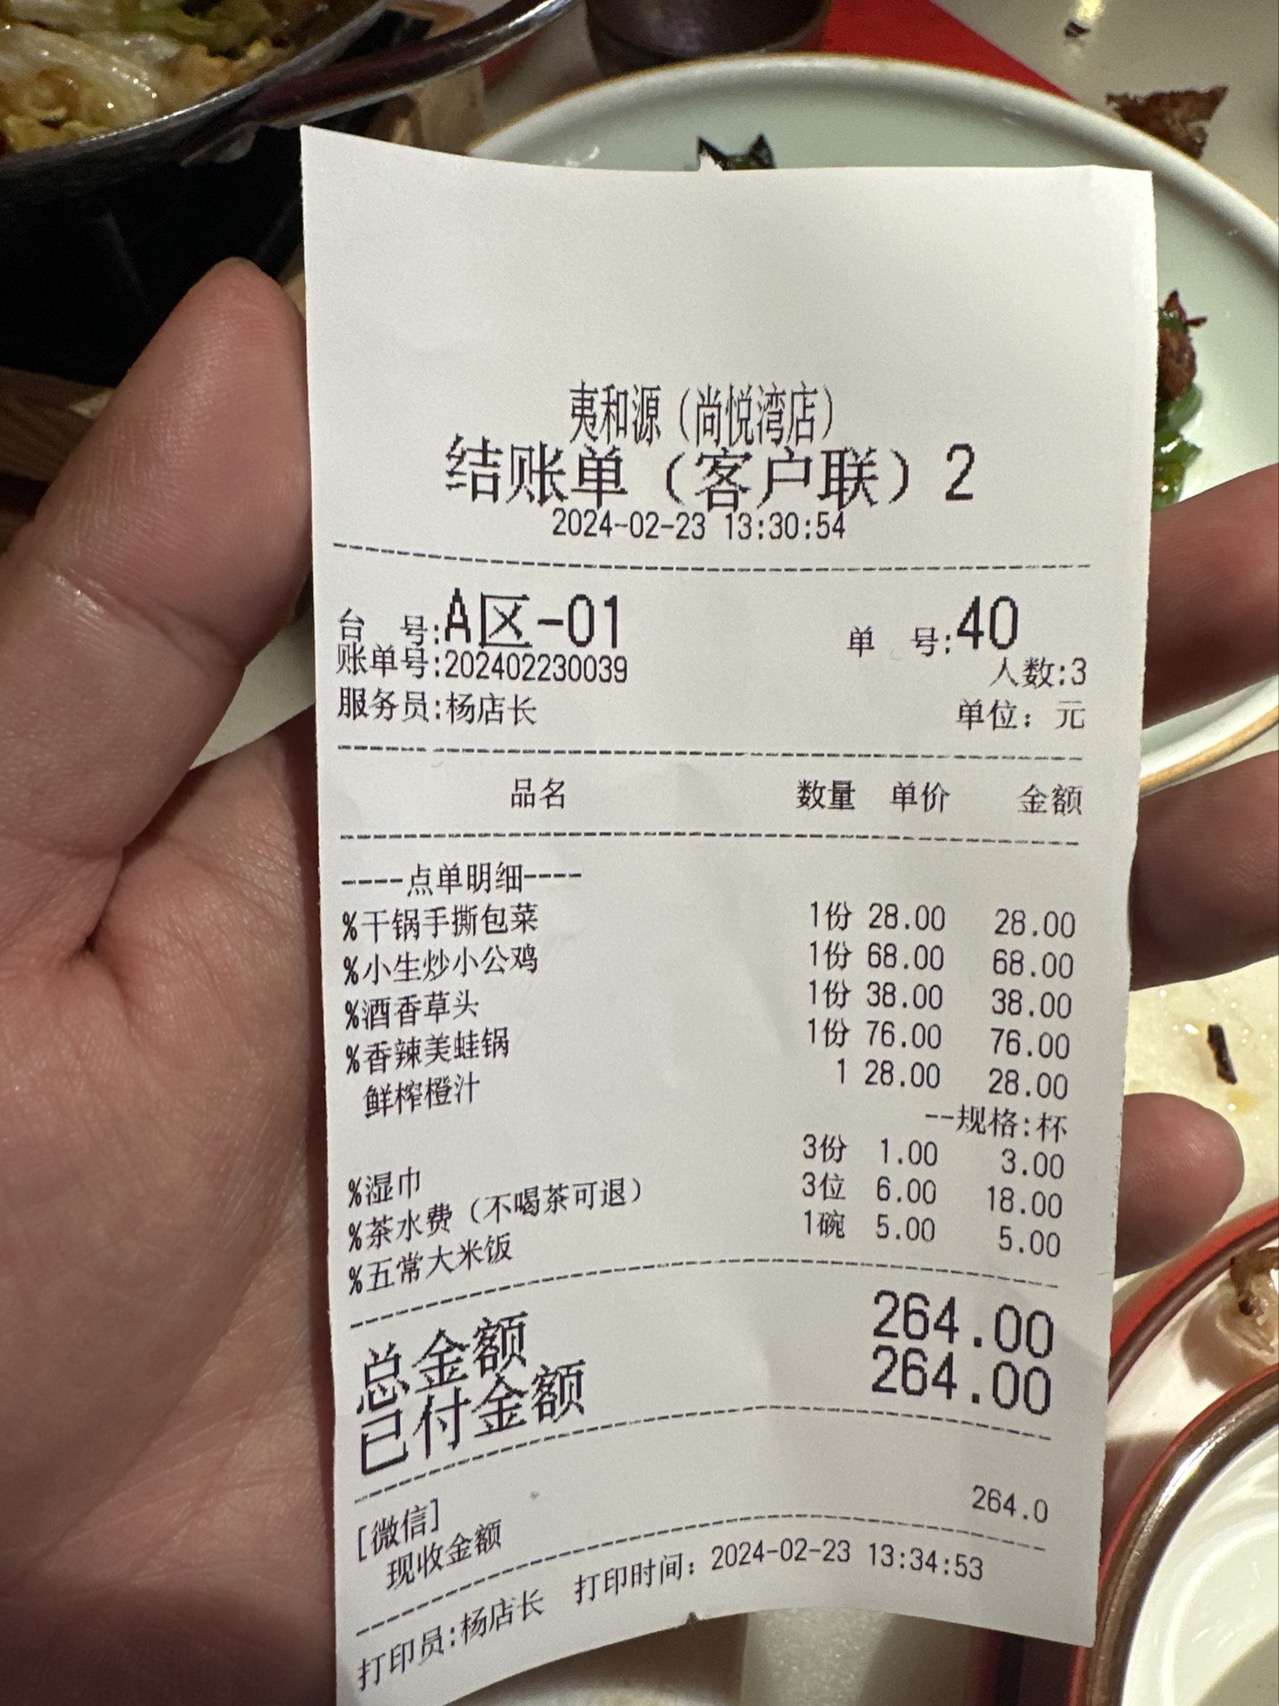 夷和源（尚悦湾店）
结账单（客户联）2
2024-02-23 13:30:54
台 号:A区-01 单 号:40
账单号:202402230039 人数:3
服务员:杨店长 单位: 元
品名 数量 单价 金额
----点单明细----
%干锅手撕包菜 1份 28.00 28.00
%小生炒小公鸡 1份 68.00 68.00
%酒香草头 1份 38.00 38.00
%香辣美蛙锅 1份 76.00 76.00
鲜榨橙汁 1 28.00 28.00
--规格:杯
%湿巾 3份 1.00 3.00
%茶水费（不喝茶可退） 3位 6.00 18.00
%五常大米饭 1碗 5.00 5.00
总金额 264.00
已付金额 264.00
[微信] 264.0
现收金额
打印员:杨店长 打印时间: 2024-02-23 13:34:53